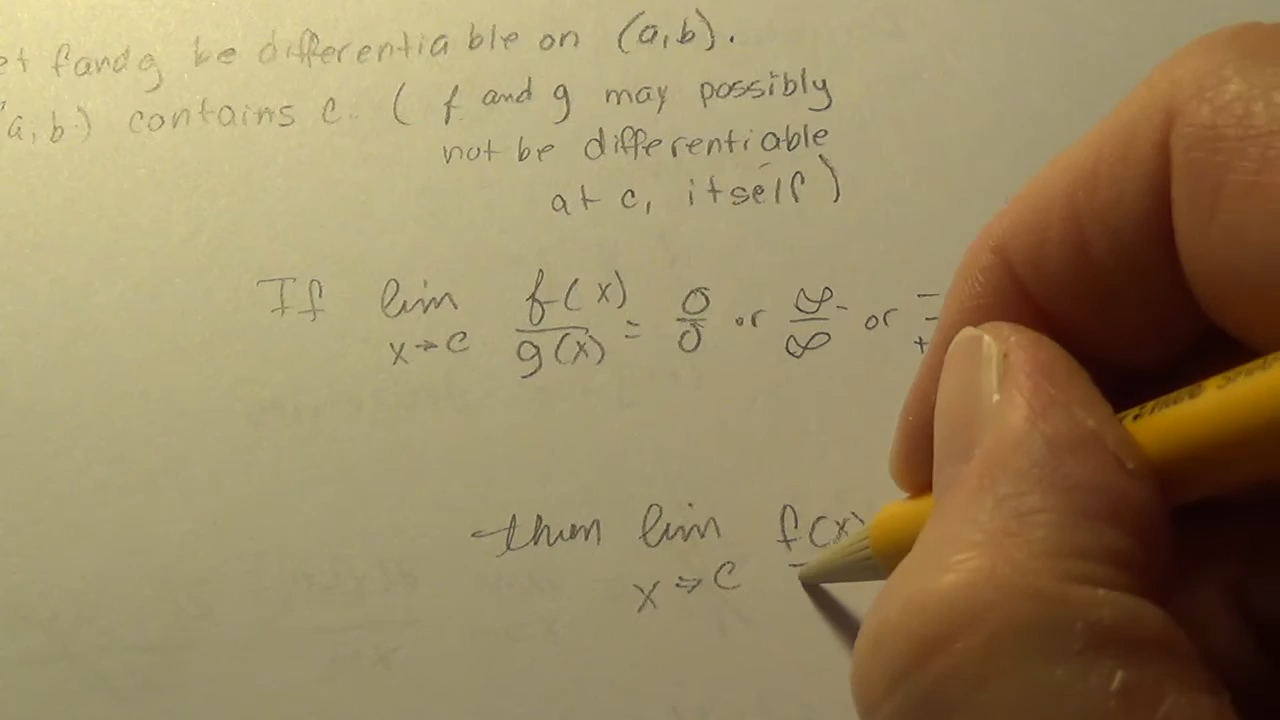 et f and g be differentiable on (a,b).
(a,b) contains c. ( f and g may possibly
not be differentiable
at c, itself )
If lim f(x) = 0 or ∞ or
x→c g(x) 0 ∞
then lim f(x)
x→c